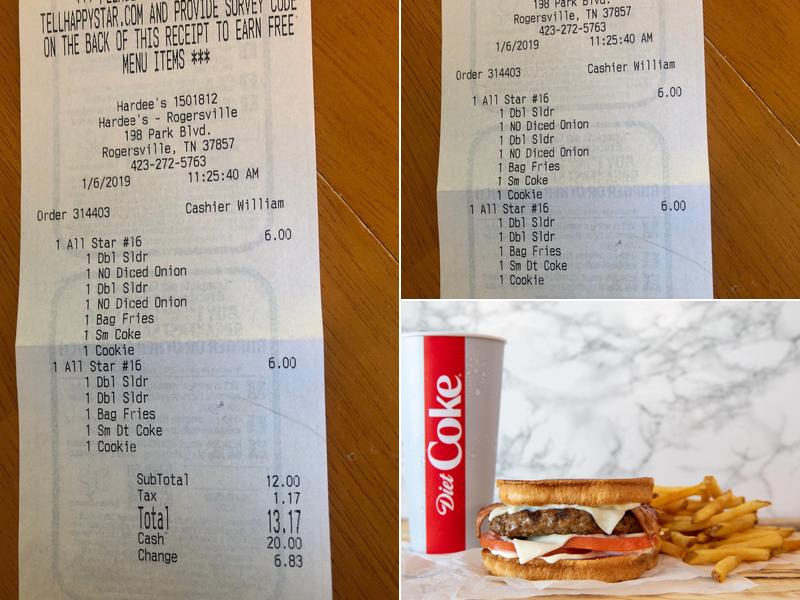 TELLHAPPYSTAR.COM AND PROVIDE SURVEY CODE
ON THE BACK OF THIS RECEIPT TO EARN FREE
MENU ITEMS ***
Hardee's 1501812
Hardee's - Rogersville
198 Park Blvd.
Rogersville, TN 37857
423-272-5763
1/6/2019 11:25:40 AM
Order 314403 Cashier William
1 All Star #16 6.00
1 Dbl Sldr
1 NO Diced Onion
1 Dbl Sldr
1 NO Diced Onion
1 Bag Fries
1 Sm Coke
1 Cookie
1 All Star #16 6.00
1 Dbl Sldr
1 Dbl Sldr
1 Bag Fries
1 Sm Dt Coke
1 Cookie
SubTotal 12.00
Tax 1.17
Total 13.17
Cash 20.00
Change 6.83
198 Park Blvd.
Rogersville, TN 37857
423-272-5763
1/6/2019 11:25:40 AM
Order 314403 Cashier William
1 All Star #16 6.00
1 Dbl Sldr
1 NO Diced Onion
1 Dbl Sldr
1 NO Diced Onion
1 Bag Fries
1 Sm Coke
1 Cookie
1 All Star #16 6.00
1 Dbl Sldr
1 Dbl Sldr
1 Bag Fries
1 Sm Dt Coke
1 Cookie
Diet Coke